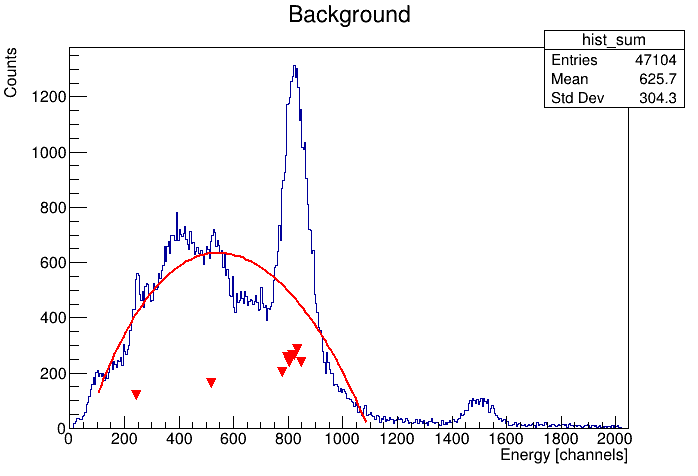 Background
hist_sum
Entries 47104
Mean 625.7
Std Dev 304.3
Counts
1200
1000
800
600
400
200
0
0 200 400 600 800 1000 1200 1400 1600 1800 2000
Energy [channels]